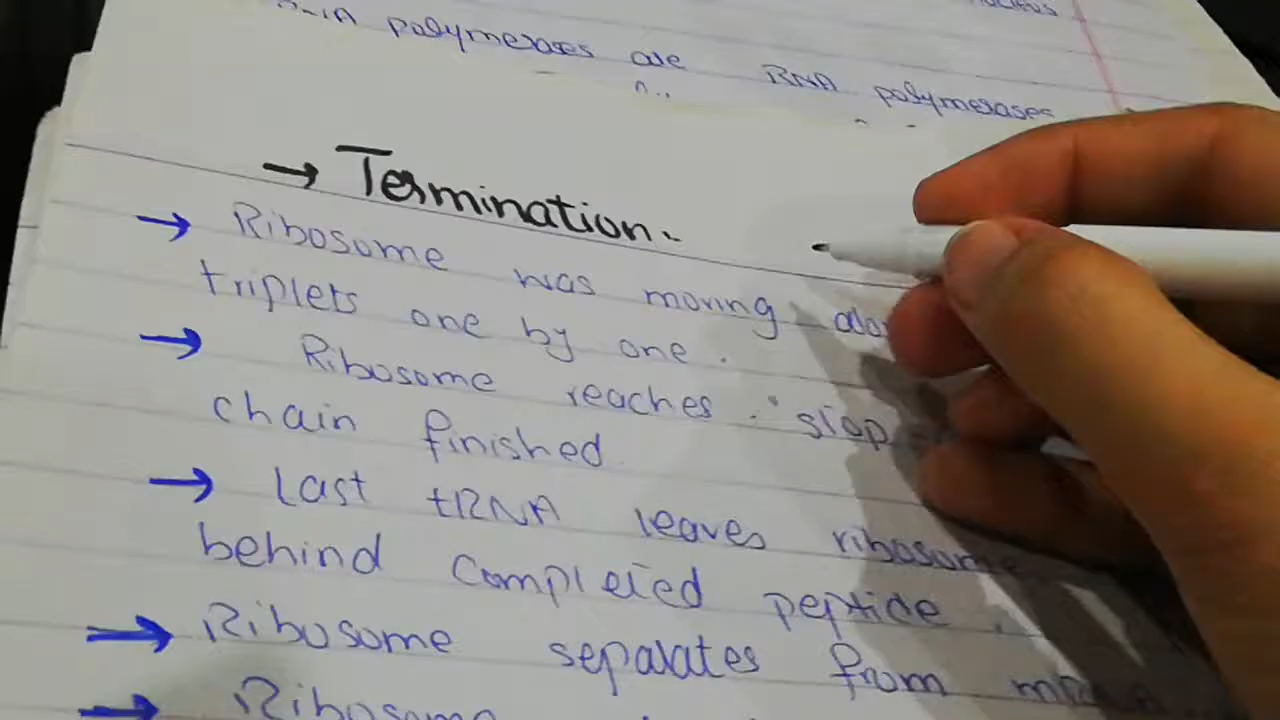 polymerases are RNA polymerases
→ Termination.
→ Ribosome was moving
triplets one by one.
→ Ribosome reaches "stop
chain finished
→ Last tRNA leaves ribosome
behind completed peptide.
→ Ribosome separates from
→ Ribosome